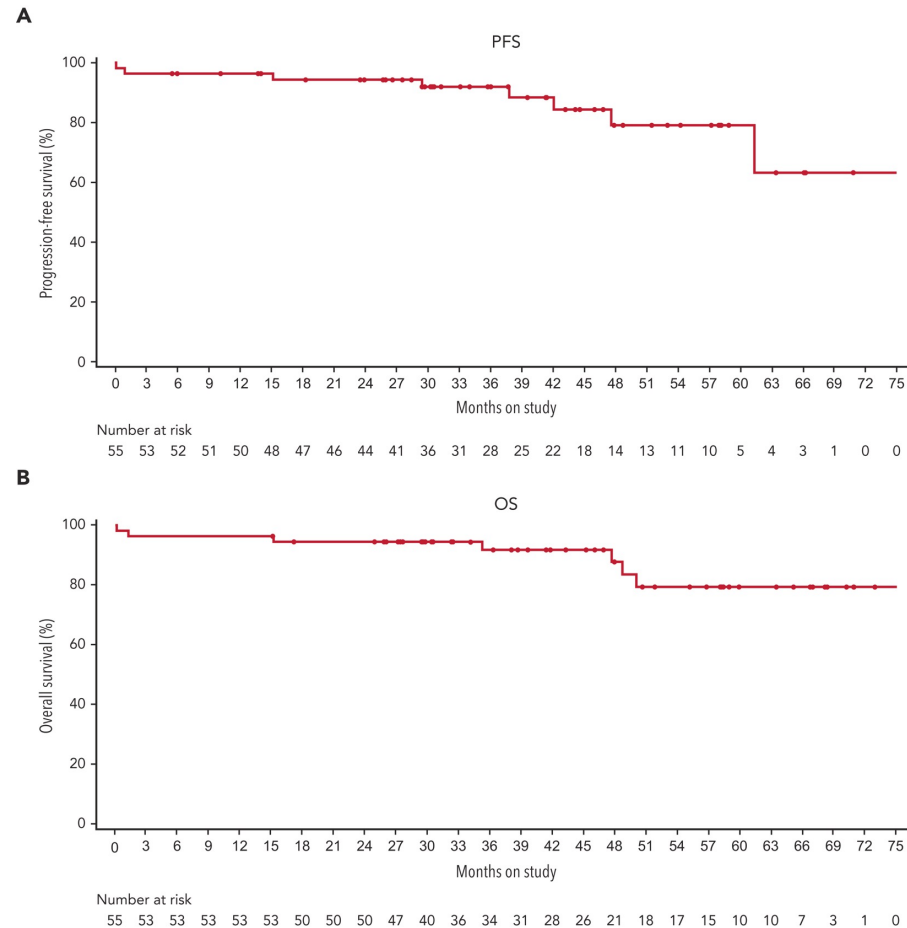 A
PFS
Progression-free survival (%)
100
80
60
40
20
0
0 3 6 9 12 15 18 21 24 27 30 33 36 39 42 45 48 51 54 57 60 63 66 69 72 75
Months on study
Number at risk
55 53 52 51 50 48 47 46 44 41 36 31 28 25 22 18 14 13 11 10 5 4 3 1 0 0
B
OS
Overall survival (%)
100
80
60
40
20
0
0 3 6 9 12 15 18 21 24 27 30 33 36 39 42 45 48 51 54 57 60 63 66 69 72 75
Months on study
Number at risk
55 53 53 53 53 53 50 50 50 47 40 36 34 31 28 26 21 18 17 15 10 10 7 3 1 0